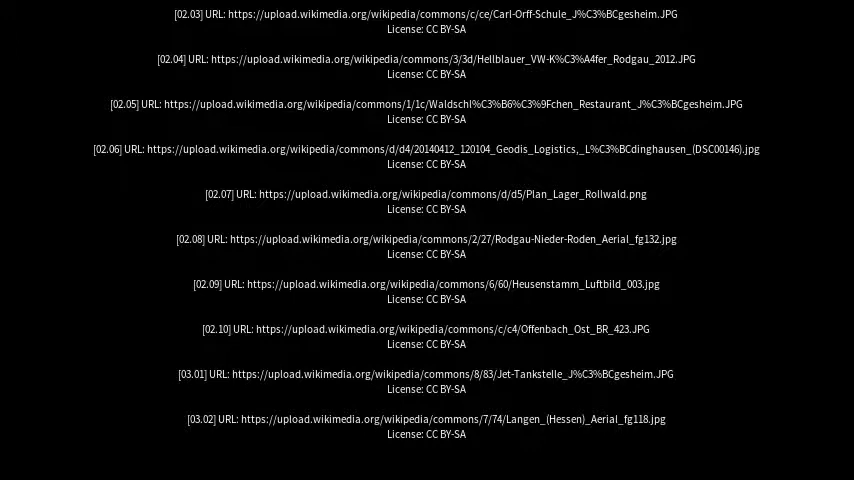 [02.03] URL: https://upload.wikimedia.org/wikipedia/commons/c/ce/Carl-Orff-Schule_J%C3%BCgesheim.JPG
License: CC BY-SA
[02.04] URL: https://upload.wikimedia.org/wikipedia/commons/3/3d/Hellblauer_VW-K%C3%A4fer_Rodgau_2012.JPG
License: CC BY-SA
[02.05] URL: https://upload.wikimedia.org/wikipedia/commons/1/1c/Waldschl%C3%B6%C3%9Fchen_Restaurant_J%C3%BCgesheim.JPG
License: CC BY-SA
[02.06] URL: https://upload.wikimedia.org/wikipedia/commons/d/d4/20140412_120104_Geodis_Logistics,_L%C3%BCdinghausen_(DSC00146).jpg
License: CC BY-SA
[02.07] URL: https://upload.wikimedia.org/wikipedia/commons/d/d5/Plan_Lager_Rollwald.png
License: CC BY-SA
[02.08] URL: https://upload.wikimedia.org/wikipedia/commons/2/27/Rodgau-Nieder-Roden_Aerial_fg132.jpg
License: CC BY-SA
[02.09] URL: https://upload.wikimedia.org/wikipedia/commons/6/60/Heusenstamm_Luftbild_003.jpg
License: CC BY-SA
[02.10] URL: https://upload.wikimedia.org/wikipedia/commons/c/c4/Offenbach_Ost_BR_423.JPG
License: CC BY-SA
[03.01] URL: https://upload.wikimedia.org/wikipedia/commons/8/83/Jet-Tankstelle_J%C3%BCgesheim.JPG
License: CC BY-SA
[03.02] URL: https://upload.wikimedia.org/wikipedia/commons/7/74/Langen_(Hessen)_Aerial_fg118.jpg
License: CC BY-SA